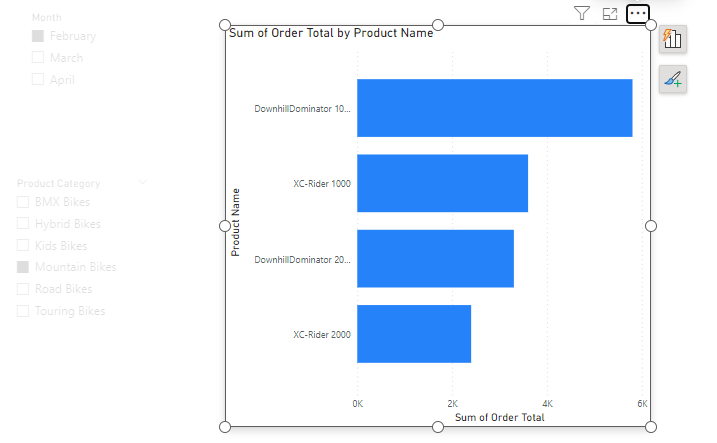 Month
February
March
April
Product Category
BMX Bikes
Hybrid Bikes
Kids Bikes
Mountain Bikes
Road Bikes
Touring Bikes
Sum of Order Total by Product Name
Product Name
DownhillDominator 10...
XC-Rider 1000
DownhillDominator 20...
XC-Rider 2000
0K 2K 4K 6K
Sum of Order Total